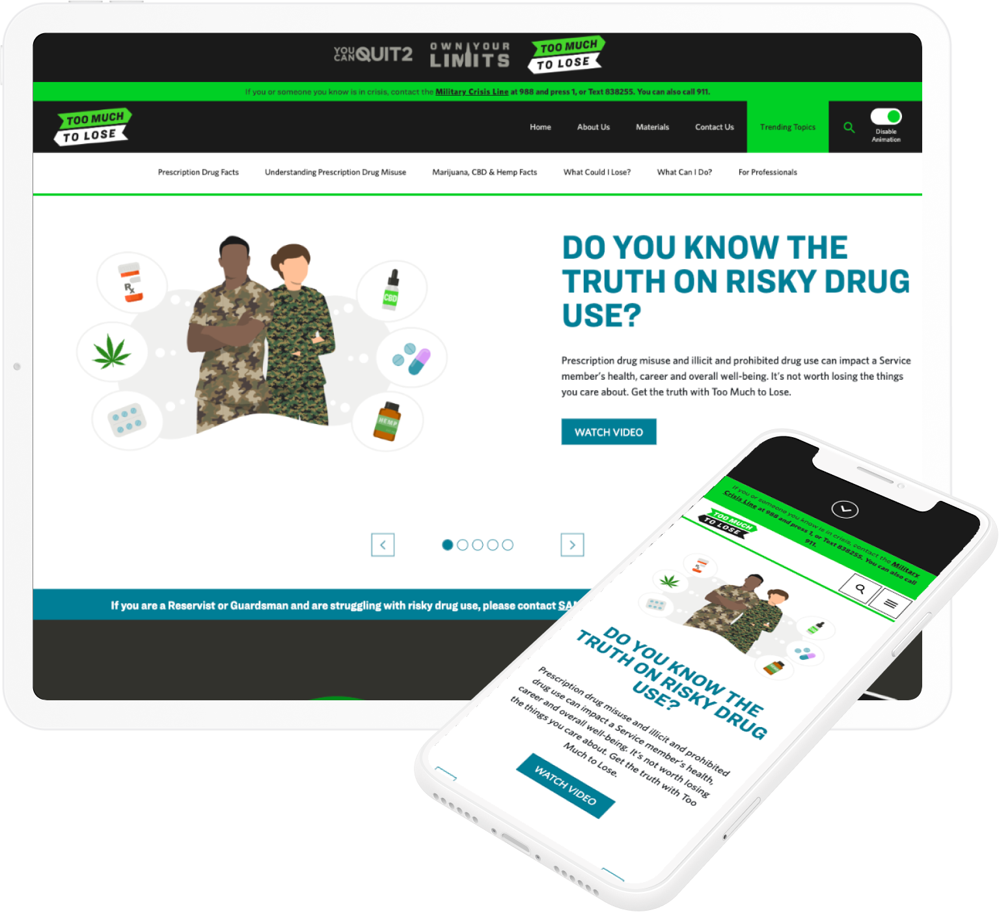 YOU CAN QUIT2
OWN YOUR LIMITS
TOO MUCH
TO LOSE
If you or someone you know is in crisis, contact the Military Crisis Line at 988 and press 1, or Text 838255. You can also call 911.
TOO MUCH
TO LOSE
Home
About Us
Materials
Contact Us
Trending Topics
Disable
Animation
Prescription Drug Facts
Understanding Prescription Drug Misuse
Marijuana, CBD & Hemp Facts
What Could I Lose?
What Can I Do?
For Professionals
Rx
CBD
HEMP
DO YOU KNOW THE
TRUTH ON RISKY DRUG
USE?
Prescription drug misuse and illicit and prohibited drug use can impact a Service
member's health, career and overall well-being. It's not worth losing the things
you care about. Get the truth with Too Much to Lose.
WATCH VIDEO
If you are a Reservist or Guardsman and are struggling with risky drug use, please contact
If you or someone you know is in crisis, contact the Military
Crisis Line at 988 and press 1, or Text 838255. You can also call
911.
TOO MUCH
TO LOSE
DO YOU KNOW THE
TRUTH ON RISKY DRUG
USE?
Prescription drug misuse and illicit and prohibited
drug use can impact a Service member's health,
career and overall well-being. It's not worth losing
the things you care about. Get the truth with Too
Much to Lose.
WATCH VIDEO